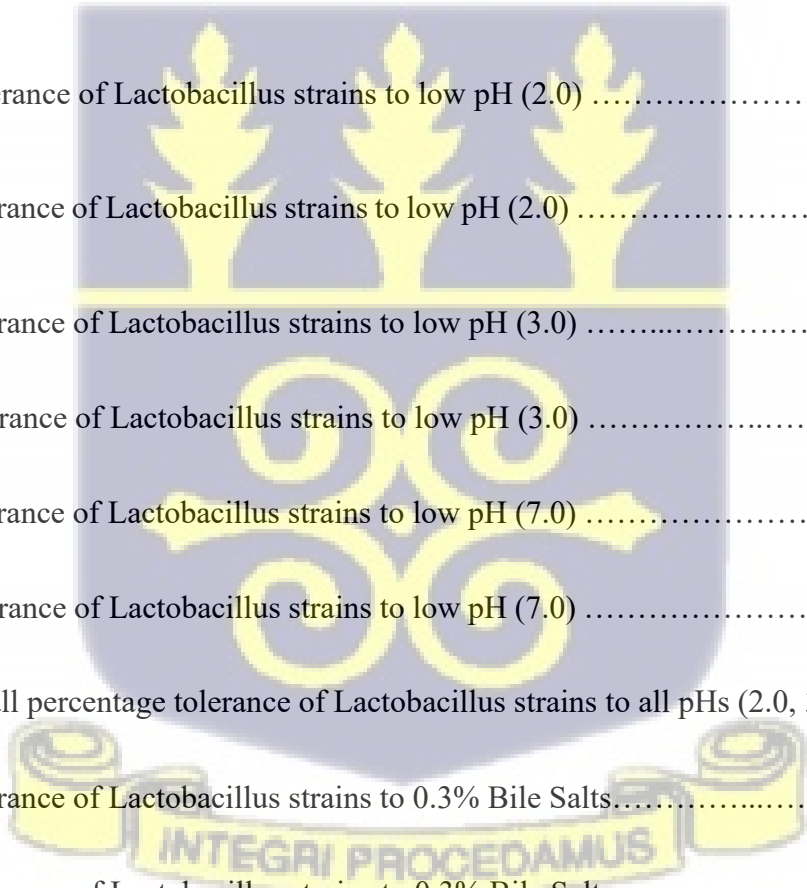 erance of Lactobacillus strains to low pH (2.0) …………………
rance of Lactobacillus strains to low pH (2.0) …………………
rance of Lactobacillus strains to low pH (3.0) ……...…………
rance of Lactobacillus strains to low pH (3.0) ………………..…
rance of Lactobacillus strains to low pH (7.0) …………………
rance of Lactobacillus strains to low pH (7.0) …………………
all percentage tolerance of Lactobacillus strains to all pHs (2.0,
rance of Lactobacillus strains to 0.3% Bile Salts…………...…
INTEGRI PROCEDAMUS